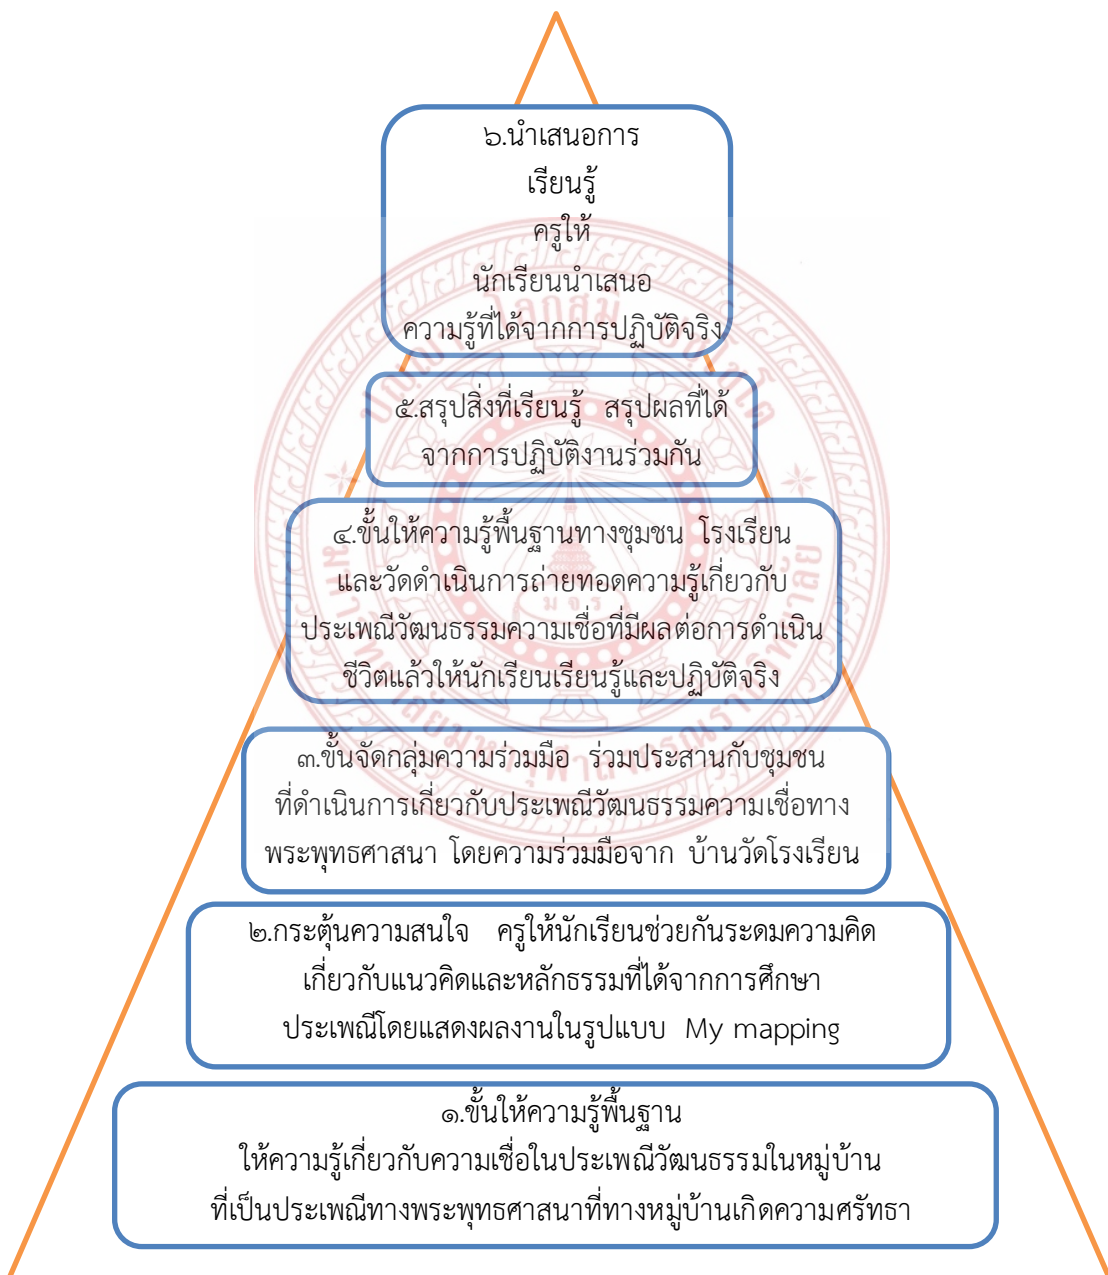 ๖.นำเสนอการ
เรียนรู้
ครูให้
นักเรียนนำเสนอ
ความรู้ที่ได้จากการปฏิบัติจริง
๕.สรุปสิ่งที่เรียนรู้ สรุปผลที่ได้
จากการปฏิบัติงานร่วมกัน
๔.ขั้นให้ความรู้พื้นฐานทางชุมชน โรงเรียน
และวัดดำเนินการถ่ายทอดความรู้เกี่ยวกับ
ประเพณีวัฒนธรรมความเชื่อที่มีผลต่อการดำเนิน
ชีวิตแล้วให้นักเรียนเรียนรู้และปฏิบัติจริง
๓.ขั้นจัดกลุ่มความร่วมมือ ร่วมประสานกับชุมชน
ที่ดำเนินการเกี่ยวกับประเพณีวัฒนธรรมความเชื่อทาง
พระพุทธศาสนา โดยความร่วมมือจาก บ้านวัดโรงเรียน
๒.กระตุ้นความสนใจ ครูให้นักเรียนช่วยกันระดมความคิด
เกี่ยวกับแนวคิดและหลักธรรมที่ได้จากการศึกษา
ประเพณีโดยแสดงผลงานในรูปแบบ My mapping
๑.ขั้นให้ความรู้พื้นฐาน
ให้ความรู้เกี่ยวกับความเชื่อในประเพณีวัฒนธรรมในหมู่บ้าน
ที่เป็นประเพณีทางพระพุทธศาสนาที่ทางหมู่บ้านเกิดความศรัทธา